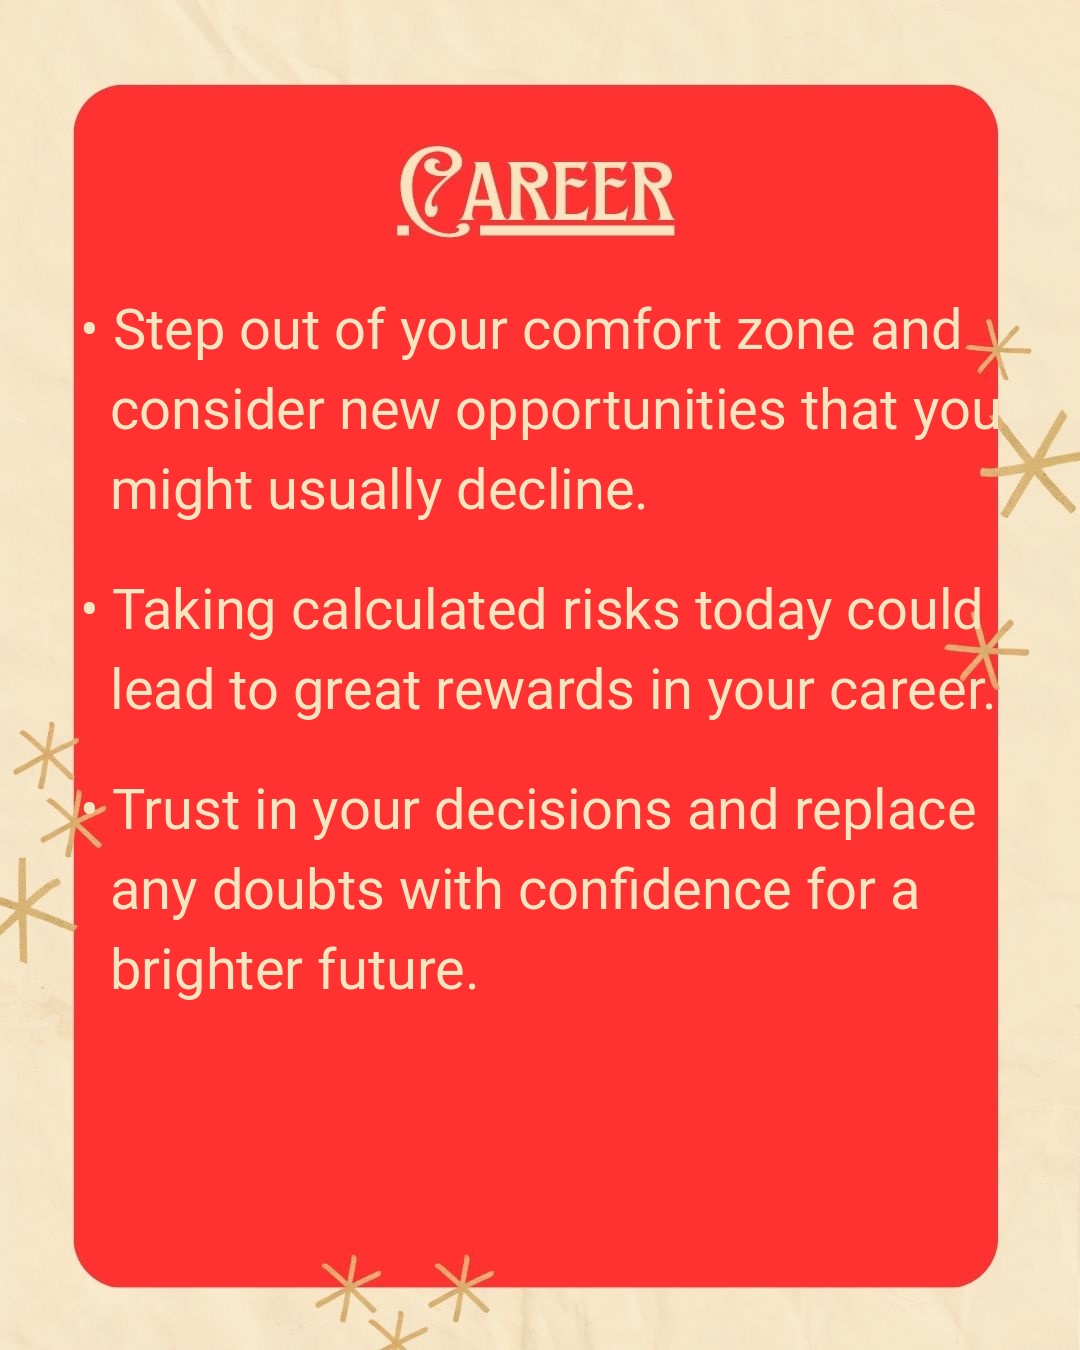 Career
• Step out of your comfort zone and
consider new opportunities that you
might usually decline.
• Taking calculated risks today could
lead to great rewards in your career.
• Trust in your decisions and replace
any doubts with confidence for a
brighter future.